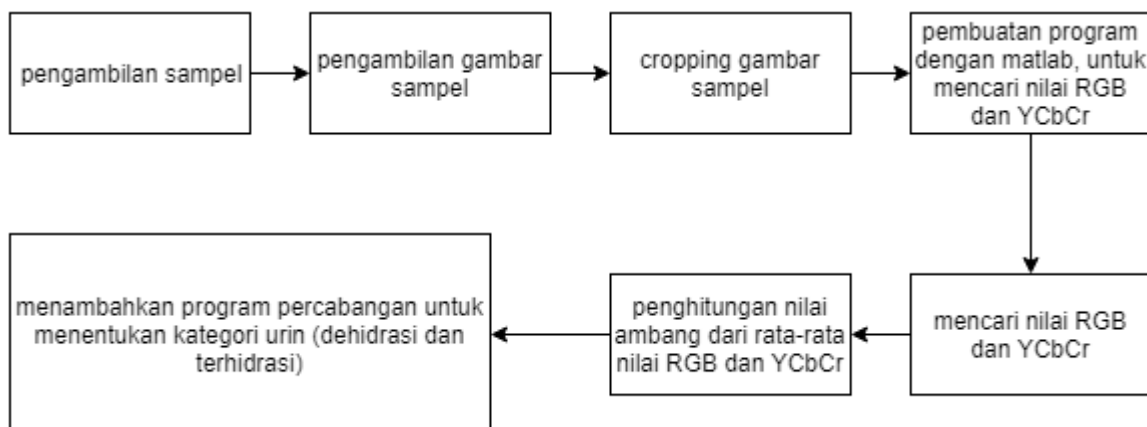 pengambilan sampel
pengambilan gambar
sampel
cropping gambar
sampel
pembuatan program
dengan matlab, untuk
mencari nilai RGB
dan YCbCr
mencari nilai RGB
dan YCbCr
penghitungan nilai
ambang dari rata-rata
nilai RGB dan YCbCr
menambahkan program percabangan untuk
menentukan kategori urin (dehidrasi dan
terhidrasi)